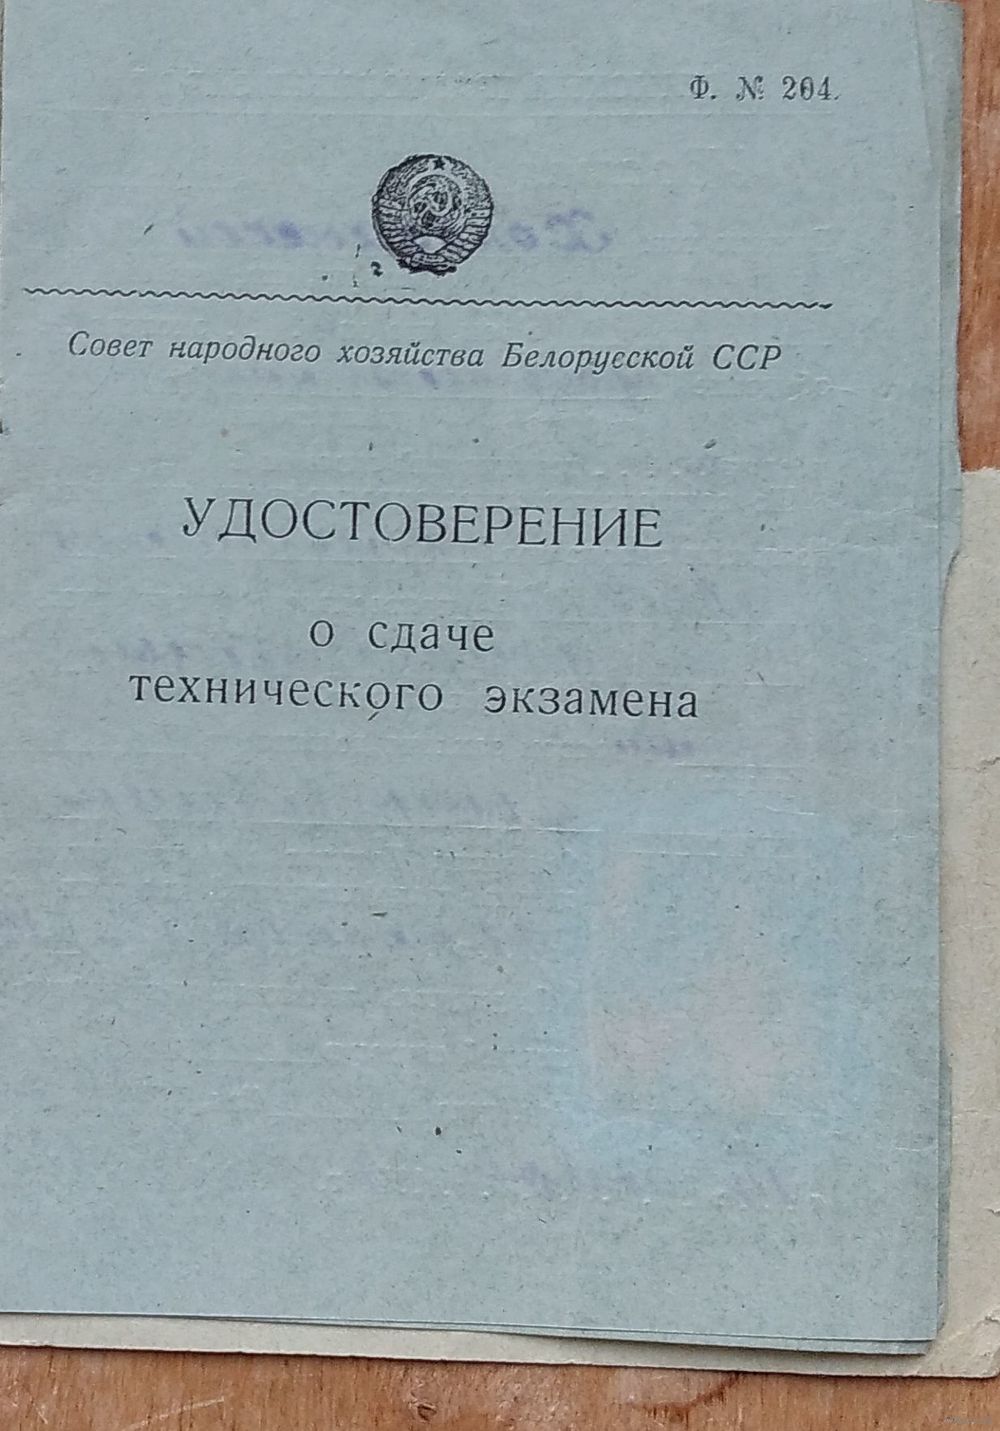 Ф. № 204.
Совет народного хозяйства Белорусской ССР
УДОСТОВЕРЕНИЕ
о сдаче
технического экзамена